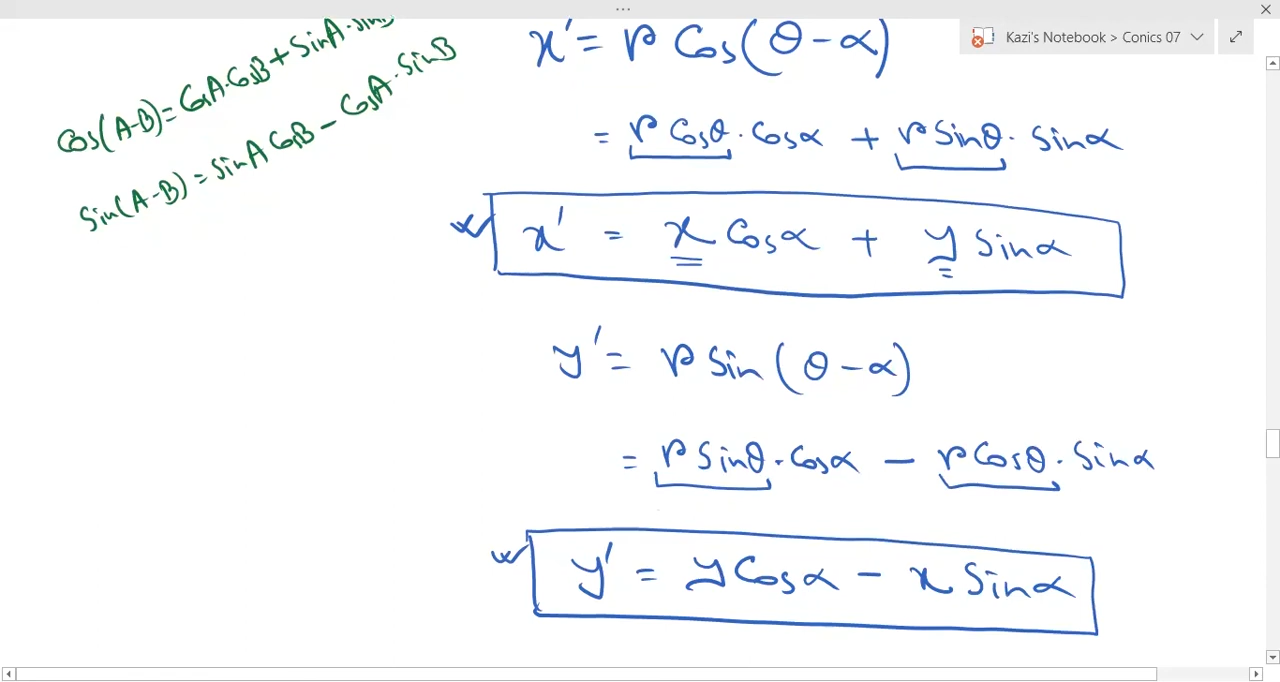 Kazi's Notebook > Conics 07
Cos(A-B)= CosA.CosB + SinA.SinB
Sin(A-B) = SinA CosB - CosA.SinB
x' = r Cos(θ-α)
= r Cosθ.Cosα + r Sinθ. Sinα
x' = x Cosα + y Sinα
y' = r Sin(θ-α)
= r Sinθ.Cosα - r Cosθ. Sinα
y' = y Cosα - x Sinα